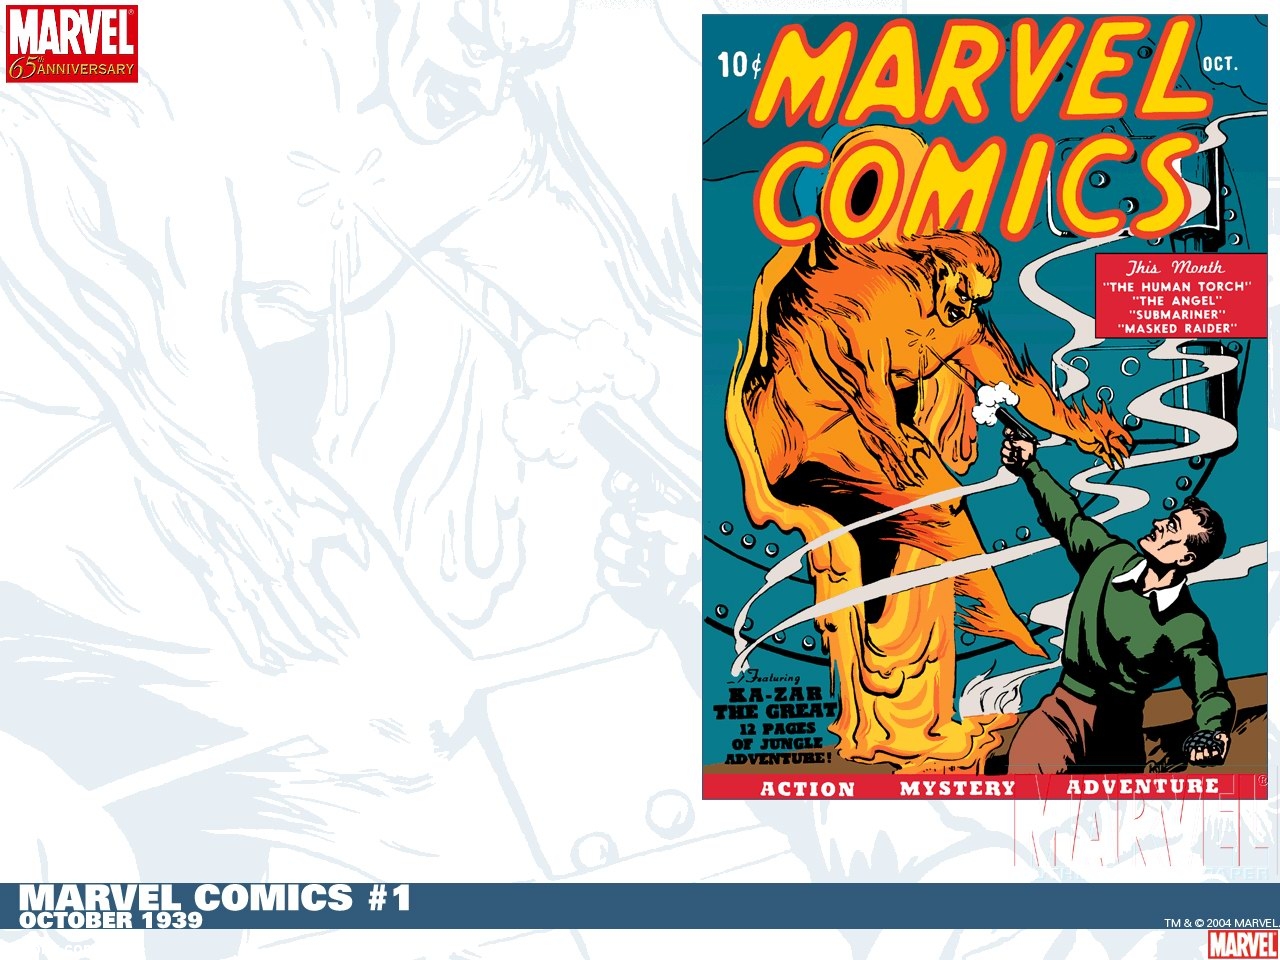 MARVEL
65th ANNIVERSARY
10¢
MARVEL
OCT.
COMICS
This Month
"THE HUMAN TORCH"
"THE ANGEL"
"SUBMARINER"
"MASKED RAIDER"
Featuring
KA-ZAR
THE GREAT
12 PAGES
OF JUNGLE
ADVENTURE!
ACTION MYSTERY ADVENTURE
MARVEL®
MARVEL COMICS #1
OCTOBER 1939
TM & © 2004 MARVEL
MARVEL